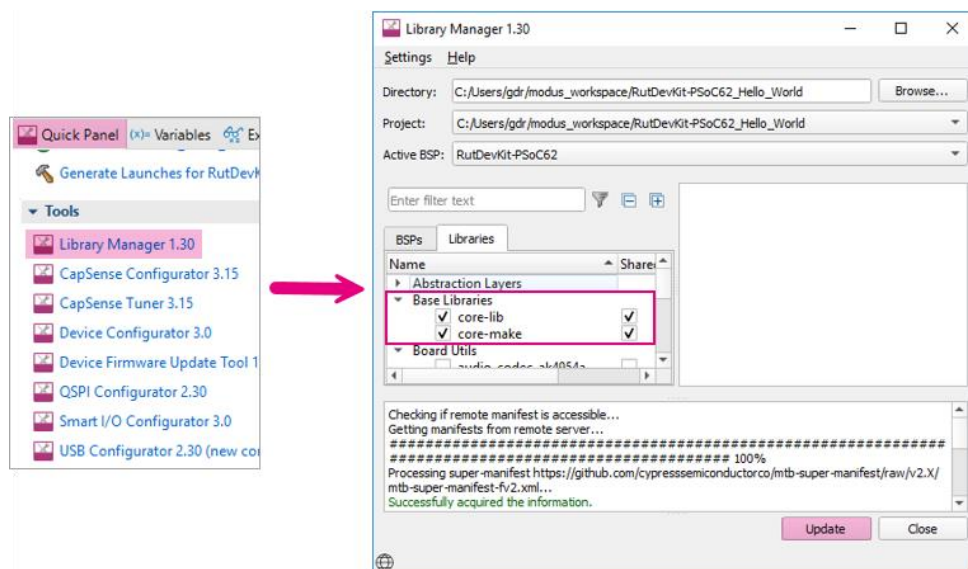 Quick Panel (x)= Variables Ex
Generate Launches for RutDevK
Tools
Library Manager 1.30
CapSense Configurator 3.15
CapSense Tuner 3.15
Device Configurator 3.0
Device Firmware Update Tool 1
QSPI Configurator 2.30
Smart I/O Configurator 3.0
USB Configurator 2.30 (new co
Library Manager 1.30
Settings Help
Directory: C:/Users/gdr/modus_workspace/RutDevKit-PSoC62_Hello_World Browse...
Project: C:/Users/gdr/modus_workspace/RutDevKit-PSoC62_Hello_World
Active BSP: RutDevKit-PSoC62
Enter filter text
BSPs Libraries
Name Share
Abstraction Layers
Base Libraries
core-lib
core-make
Board Utils
audio-codec-ak4954a
Checking if remote manifest is accessible...
Getting manifests from remote server...
##############################################################
###################################### 100%
Processing super-manifest https://github.com/cypresssemiconductorco/mtb-super-manifest/raw/v2.X/
mtb-super-manifest-fv2.xml...
Successfully acquired the information.
Update Close